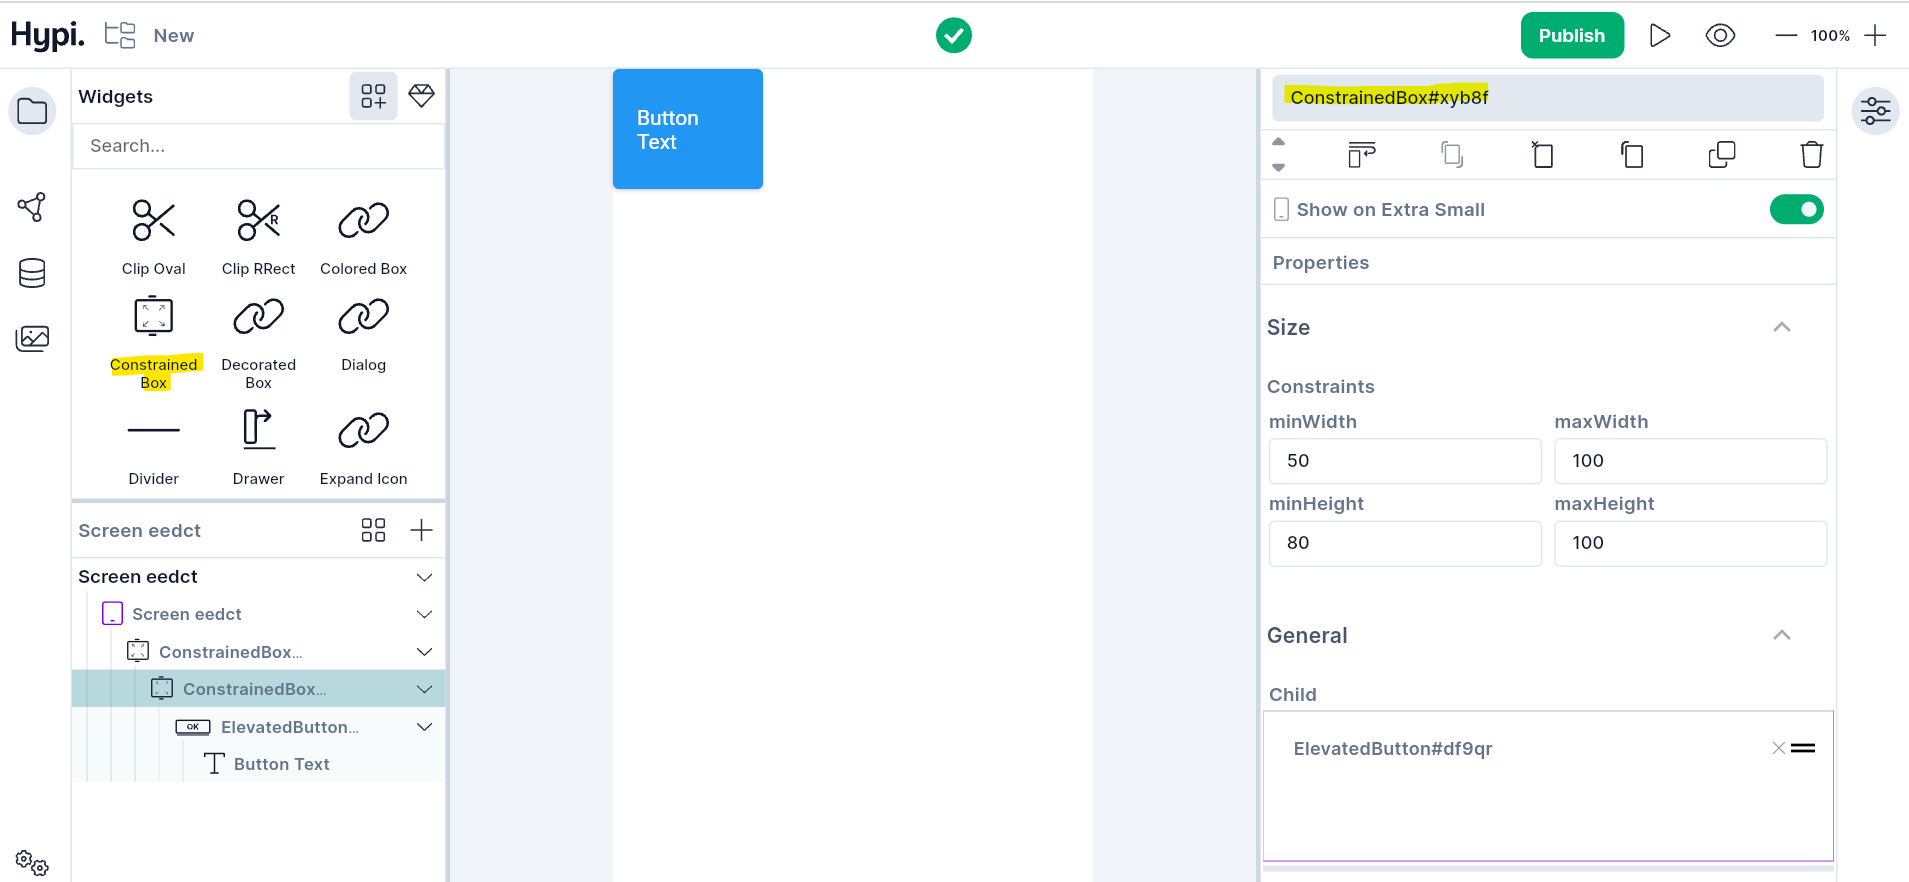 Hypi.
New
Publish
100%
Widgets
Search...
Clip Oval
Clip RRect
R
Colored Box
Constrained
Box
Decorated
Box
Dialog
Divider
Drawer
Expand Icon
Screen eedct
Screen eedct
Screen eedct
ConstrainedBox...
ConstrainedBox...
OK
ElevatedButton...
Button Text
Button
Text
ConstrainedBox#xyb8f
Show on Extra Small
Properties
Size
Constraints
minWidth
maxWidth
50
100
minHeight
maxHeight
80
100
General
Child
ElevatedButton#df9qr